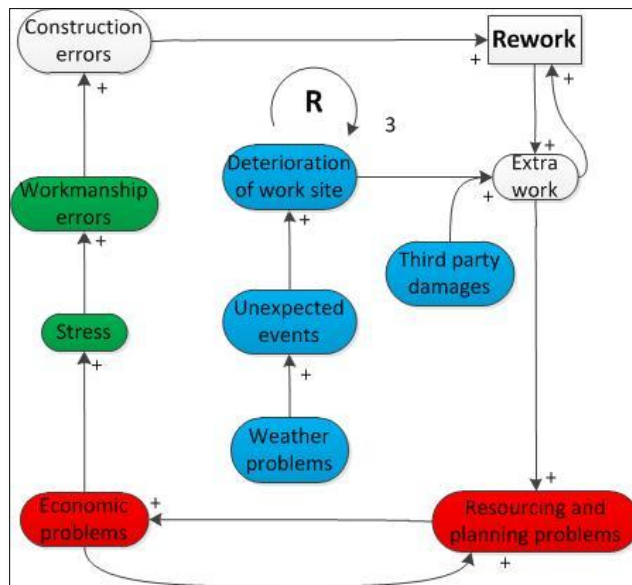 Construction
errors
+
Rework
+
+
R
3
+
Deterioration
of work site
+
Extra
work
+
+
Workmanship
errors
+
Third party
damages
Unexpected
events
+
Stress
+
Weather
problems
Economic
problems
+
+
Resourcing and
planning problems
+